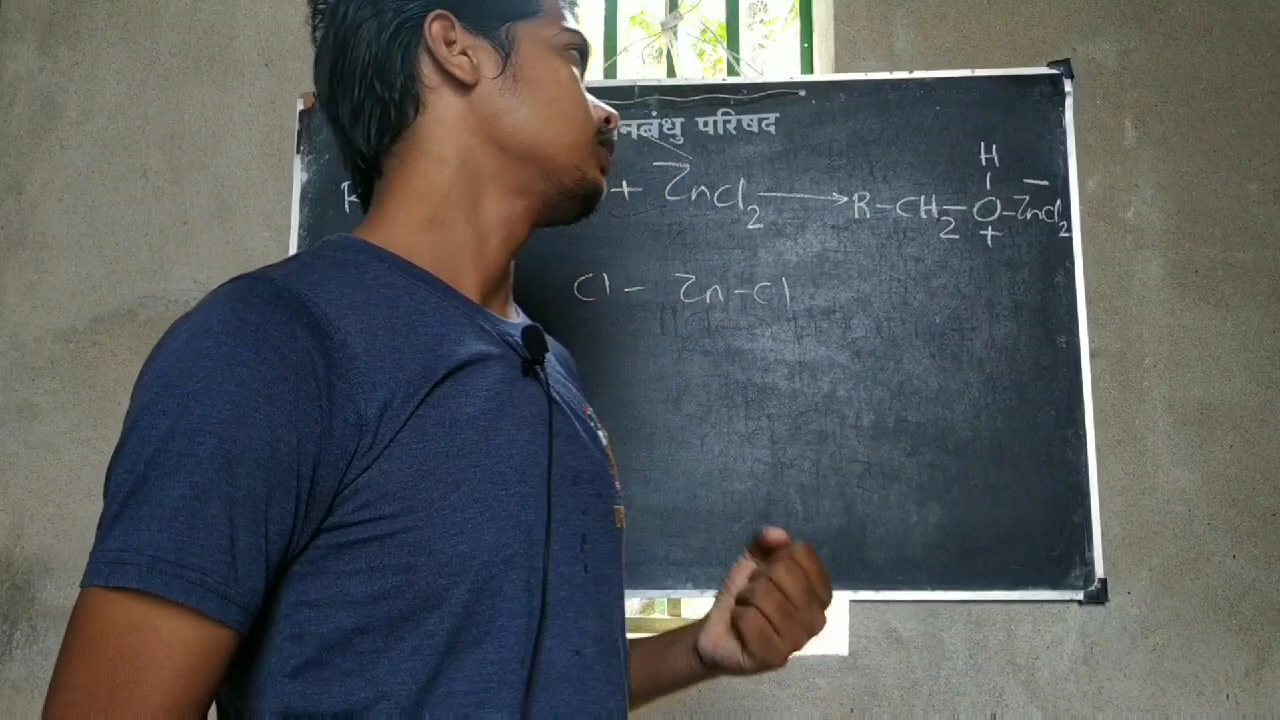 नबंधु परिषद
R + ZnCl₂ ⟶ R-CH₂-O-ZnCl₂
H
+
Cl - Zn-Cl